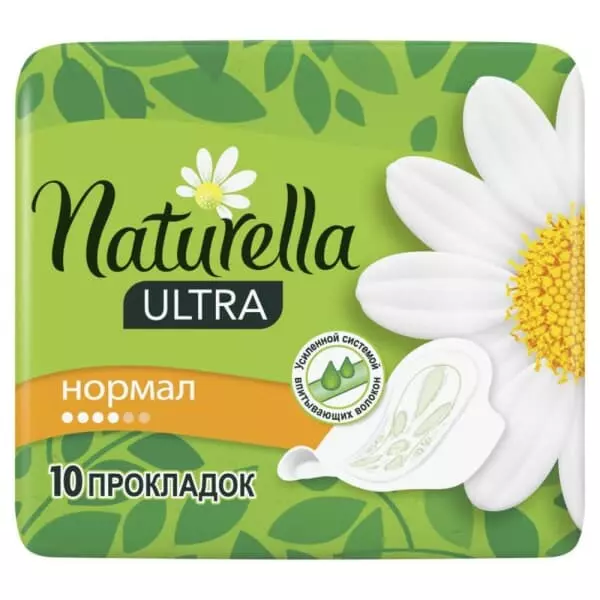 Naturella
ULTRA
Усиленной системой
впитывающих волокон
нормал
10 ПРОКЛАДОК